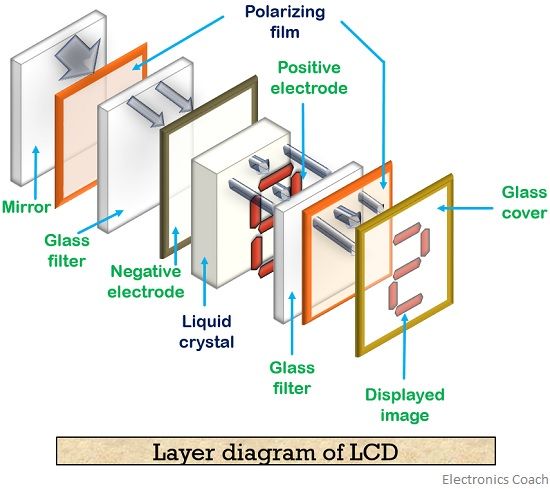 Polarizing
film
Positive
electrode
Mirror
Glass
filter
Negative
electrode
Liquid
crystal
Glass
filter
Glass
cover
Displayed
image
Layer diagram of LCD
Electronics Coach